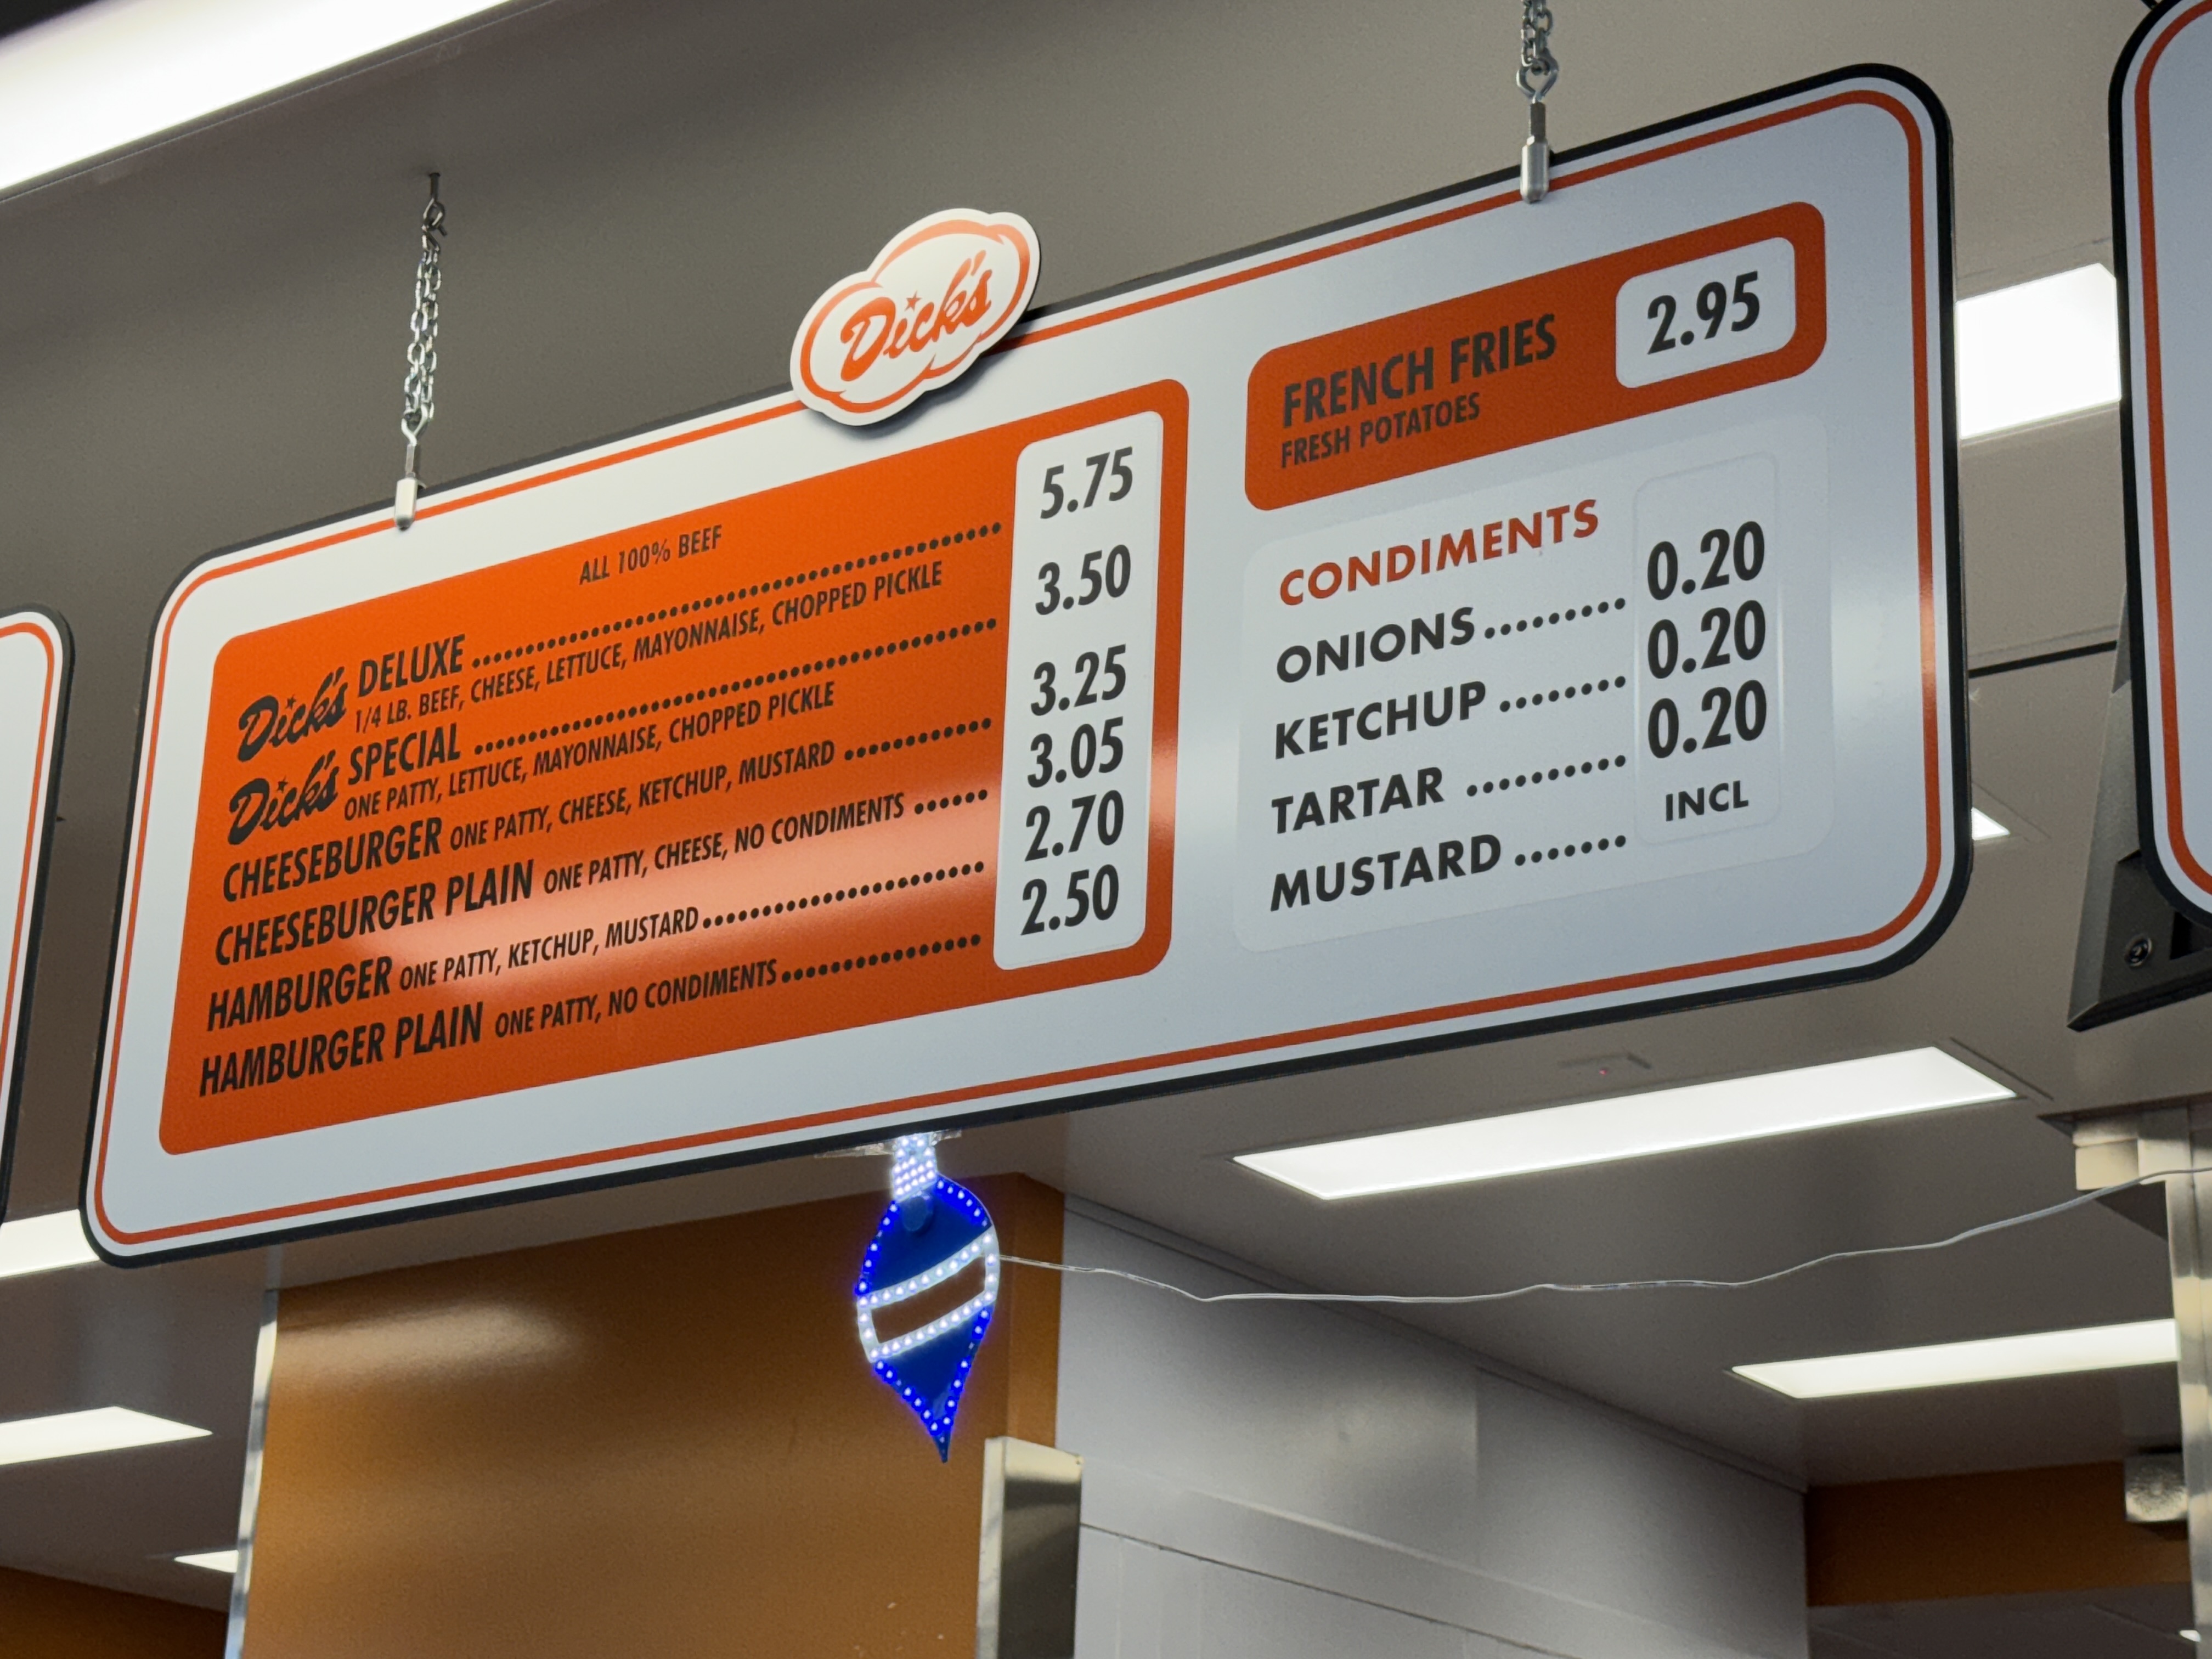 Dick's
ALL 100% BEEF
Dick's DELUXE 5.75
1/4 LB. BEEF, CHEESE, LETTUCE, MAYONNAISE, CHOPPED PICKLE
Dick's SPECIAL 3.50
ONE PATTY, LETTUCE, MAYONNAISE, CHOPPED PICKLE
CHEESEBURGER ONE PATTY, CHEESE, KETCHUP, MUSTARD 3.25
CHEESEBURGER PLAIN ONE PATTY, CHEESE, NO CONDIMENTS 3.05
HAMBURGER ONE PATTY, KETCHUP, MUSTARD 2.70
HAMBURGER PLAIN ONE PATTY, NO CONDIMENTS 2.50
FRENCH FRIES 2.95
FRESH POTATOES
CONDIMENTS
ONIONS 0.20
KETCHUP 0.20
TARTAR 0.20
MUSTARD INCL